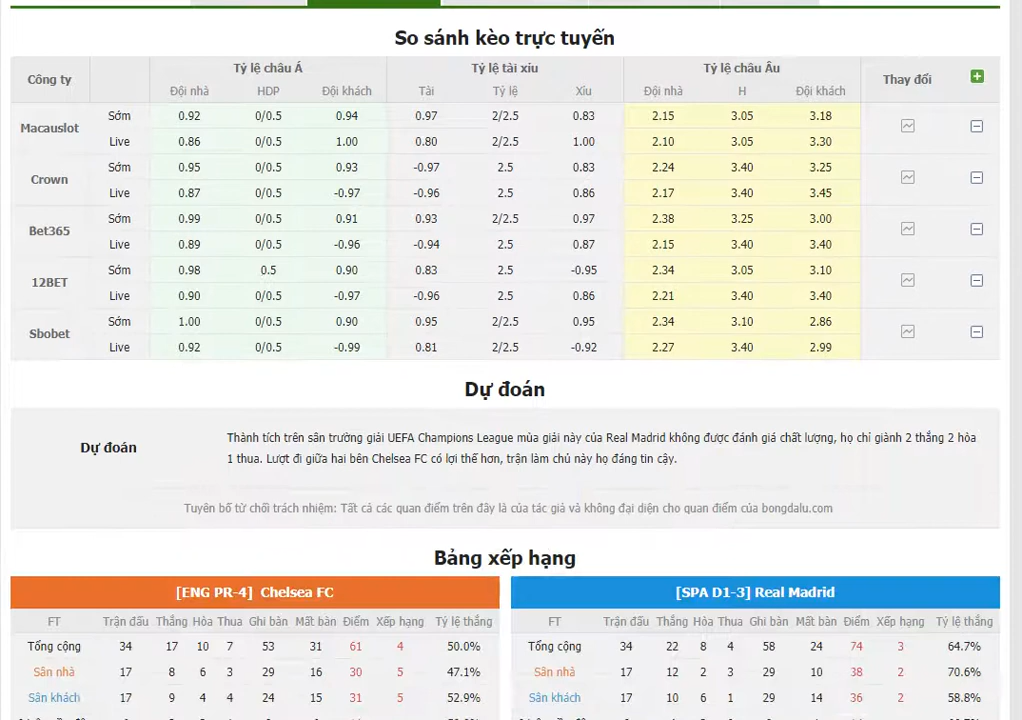 So sánh kèo trực tuyến
Công ty Tỷ lệ châu Á Tỷ lệ tài xỉu Tỷ lệ châu Âu Thay đổi
Đội nhà HDP Đội khách Tài Tỷ lệ Xỉu Đội nhà H Đội khách
Macauslot
Sớm 0.92 0/0.5 0.94 0.97 2/2.5 0.83 2.15 3.05 3.18
Live 0.86 0/0.5 1.00 0.80 2/2.5 1.00 2.10 3.05 3.30
Crown
Sớm 0.95 0/0.5 0.93 -0.97 2.5 0.83 2.24 3.40 3.25
Live 0.87 0/0.5 -0.97 -0.96 2.5 0.86 2.17 3.40 3.45
Bet365
Sớm 0.99 0/0.5 0.91 0.93 2/2.5 0.97 2.38 3.25 3.00
Live 0.89 0/0.5 -0.96 -0.94 2.5 0.87 2.15 3.40 3.40
12BET
Sớm 0.98 0.5 0.90 0.83 2.5 -0.95 2.34 3.05 3.10
Live 0.90 0/0.5 -0.97 -0.96 2.5 0.86 2.21 3.40 3.40
Sbobet
Sớm 1.00 0/0.5 0.90 0.95 2/2.5 0.95 2.34 3.10 2.86
Live 0.92 0/0.5 -0.99 0.81 2/2.5 -0.92 2.27 3.40 2.99
Dự đoán
Dự đoán
Thành tích trên sân trường giải UEFA Champions League mùa giải này của Real Madrid không được đánh giá chất lượng, họ chỉ giành 2 thắng 2 hòa
1 thua. Lượt đi giữa hai bên Chelsea FC có lợi thế hơn, trận làm chủ này họ đáng tin cậy.
Tuyên bố từ chối trách nhiệm: Tất cả các quan điểm trên đây là của tác giả và không đại diện cho quan điểm của bongdalu.com
Bảng xếp hạng
[ENG PR-4] Chelsea FC
FT Trận đấu Thắng Hòa Thua Ghi bàn Mất bàn Điểm Xếp hạng Tỷ lệ thắng
Tổng cộng 34 17 10 7 53 31 61 4 50.0%
Sân nhà 17 8 6 3 29 16 30 5 47.1%
Sân khách 17 9 4 4 24 15 31 5 52.9%
[SPA D1-3] Real Madrid
FT Trận đấu Thắng Hòa Thua Ghi bàn Mất bàn Điểm Xếp hạng Tỷ lệ thắng
Tổng cộng 34 22 8 4 58 24 74 3 64.7%
Sân nhà 17 12 2 3 29 10 38 2 70.6%
Sân khách 17 10 6 1 29 14 36 2 58.8%